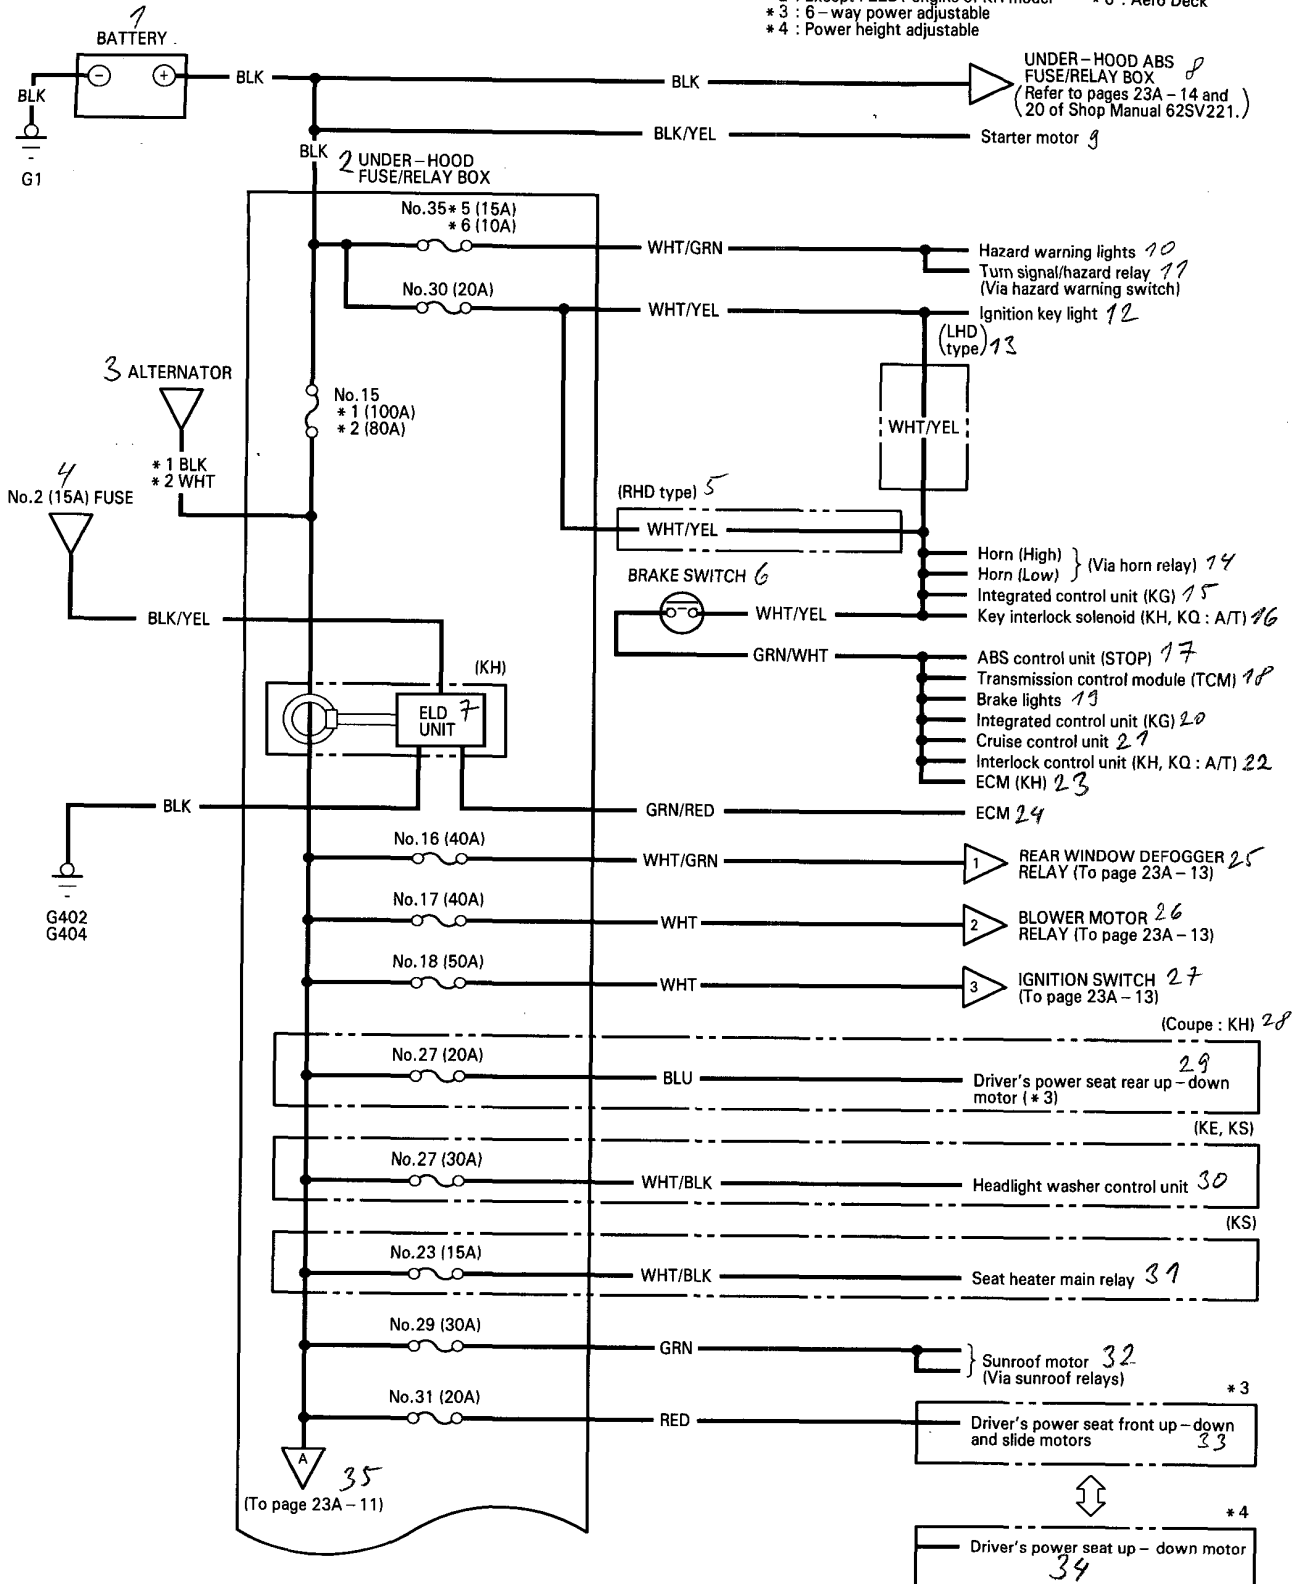 * 3 : 6 – way power adjustable
* 4 : Power height adjustable
* 6 : Aero Deck
1
BATTERY
BLK
BLK
G1
BLK
UNDER – HOOD ABS 8
FUSE/RELAY BOX
(Refer to pages 23A – 14 and
20 of Shop Manual 62SV221.)
BLK/YEL
Starter motor 9
BLK
2 UNDER – HOOD
FUSE/RELAY BOX
No.35 * 5 (15A)
* 6 (10A)
WHT/GRN
Hazard warning lights 10
Turn signal/hazard relay 11
(Via hazard warning switch)
No.30 (20A)
WHT/YEL
Ignition key light 12
(LHD
type) 13
WHT/YEL
3 ALTERNATOR
No.15
* 1 (100A)
* 2 (80A)
* 1 BLK
* 2 WHT
4
No.2 (15A) FUSE
(RHD type) 5
WHT/YEL
Horn (High)
Horn (Low)
(Via horn relay) 14
Integrated control unit (KG) 15
Key interlock solenoid (KH, KQ : A/T) 16
BRAKE SWITCH 6
WHT/YEL
GRN/WHT
BLK/YEL
ABS control unit (STOP) 17
Transmission control module (TCM) 18
Brake lights 19
Integrated control unit (KG) 20
Cruise control unit 21
Interlock control unit (KH, KQ : A/T) 22
ECM (KH) 23
(KH)
ELD 7
UNIT
BLK
G402
G404
GRN/RED
ECM 24
No.16 (40A)
WHT/GRN
1
REAR WINDOW DEFOGGER 25
RELAY (To page 23A – 13)
No.17 (40A)
WHT
2
BLOWER MOTOR 26
RELAY (To page 23A – 13)
No.18 (50A)
WHT
3
IGNITION SWITCH 27
(To page 23A – 13)
(Coupe : KH) 28
No.27 (20A)
BLU
29
Driver's power seat rear up – down
motor ( * 3)
(KE, KS)
No.27 (30A)
WHT/BLK
Headlight washer control unit 30
(KS)
No.23 (15A)
WHT/BLK
Seat heater main relay 31
No.29 (30A)
GRN
Sunroof motor 32
(Via sunroof relays)
* 3
No.31 (20A)
RED
Driver's power seat front up – down
and slide motors 33
A
35
(To page 23A – 11)
* 4
Driver's power seat up – down motor
34